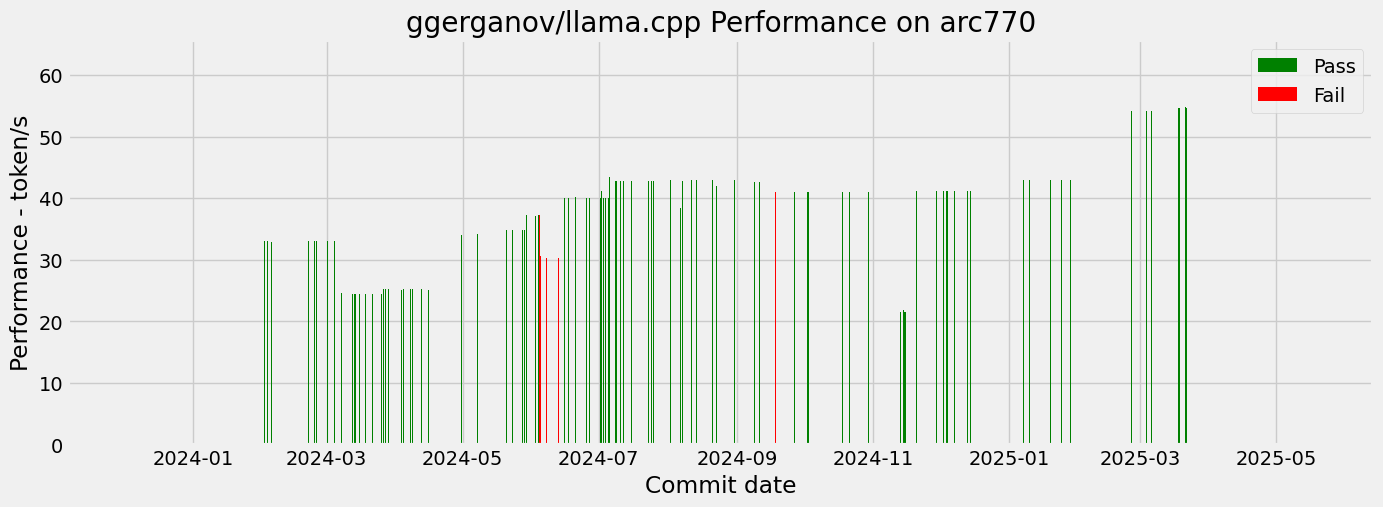 ggerganov/llama.cpp Performance on arc770
Performance - token/s
60
50
40
30
20
10
0
Pass
Fail
2024-01 2024-03 2024-05 2024-07 2024-09 2024-11 2025-01 2025-03 2025-05
Commit date